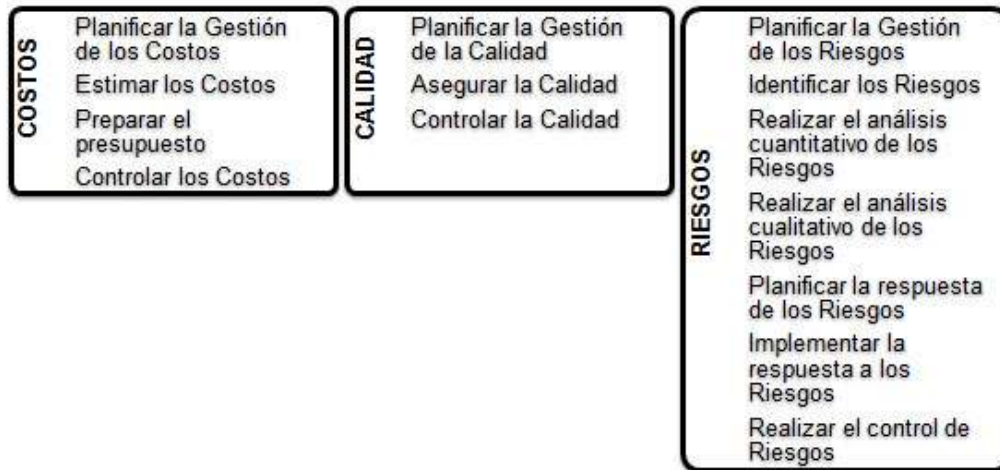 COSTOS
Planificar la Gestión
de los Costos
Estimar los Costos
Preparar el
presupuesto
Controlar los Costos
CALIDAD
Planificar la Gestión
de la Calidad
Asegurar la Calidad
Controlar la Calidad
RIESGOS
Planificar la Gestión
de los Riesgos
Identificar los Riesgos
Realizar el análisis
cuantitativo de los
Riesgos
Realizar el análisis
cualitativo de los
Riesgos
Planificar la respuesta
de los Riesgos
Implementar la
respuesta a los
Riesgos
Realizar el control de
Riesgos